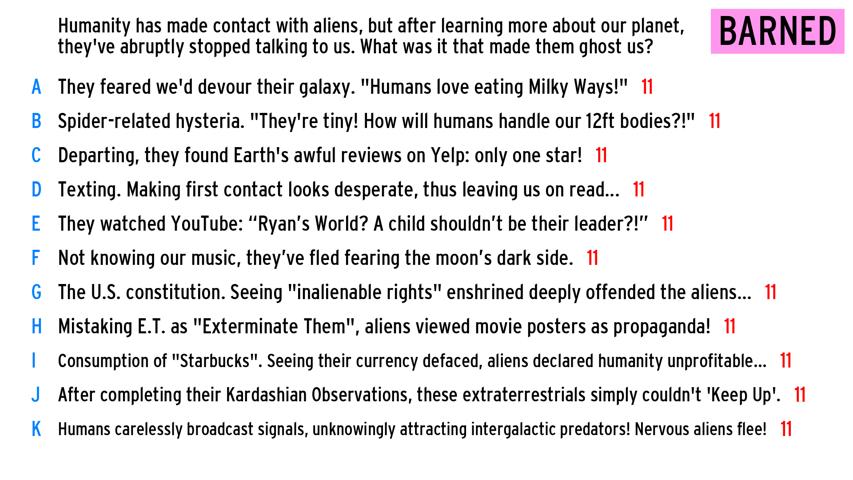 Humanity has made contact with aliens, but after learning more about our planet,
they've abruptly stopped talking to us. What was it that made them ghost us?
BARNED
A They feared we'd devour their galaxy. "Humans love eating Milky Ways!" 11
B Spider-related hysteria. "They're tiny! How will humans handle our 12ft bodies?!" 11
C Departing, they found Earth's awful reviews on Yelp: only one star! 11
D Texting. Making first contact looks desperate, thus leaving us on read... 11
E They watched YouTube: “Ryan’s World? A child shouldn’t be their leader?!” 11
F Not knowing our music, they’ve fled fearing the moon’s dark side. 11
G The U.S. constitution. Seeing "inalienable rights" enshrined deeply offended the aliens... 11
H Mistaking E.T. as "Exterminate Them", aliens viewed movie posters as propaganda! 11
I Consumption of "Starbucks". Seeing their currency defaced, aliens declared humanity unprofitable... 11
J After completing their Kardashian Observations, these extraterrestrials simply couldn't 'Keep Up'. 11
K Humans carelessly broadcast signals, unknowingly attracting intergalactic predators! Nervous aliens flee! 11